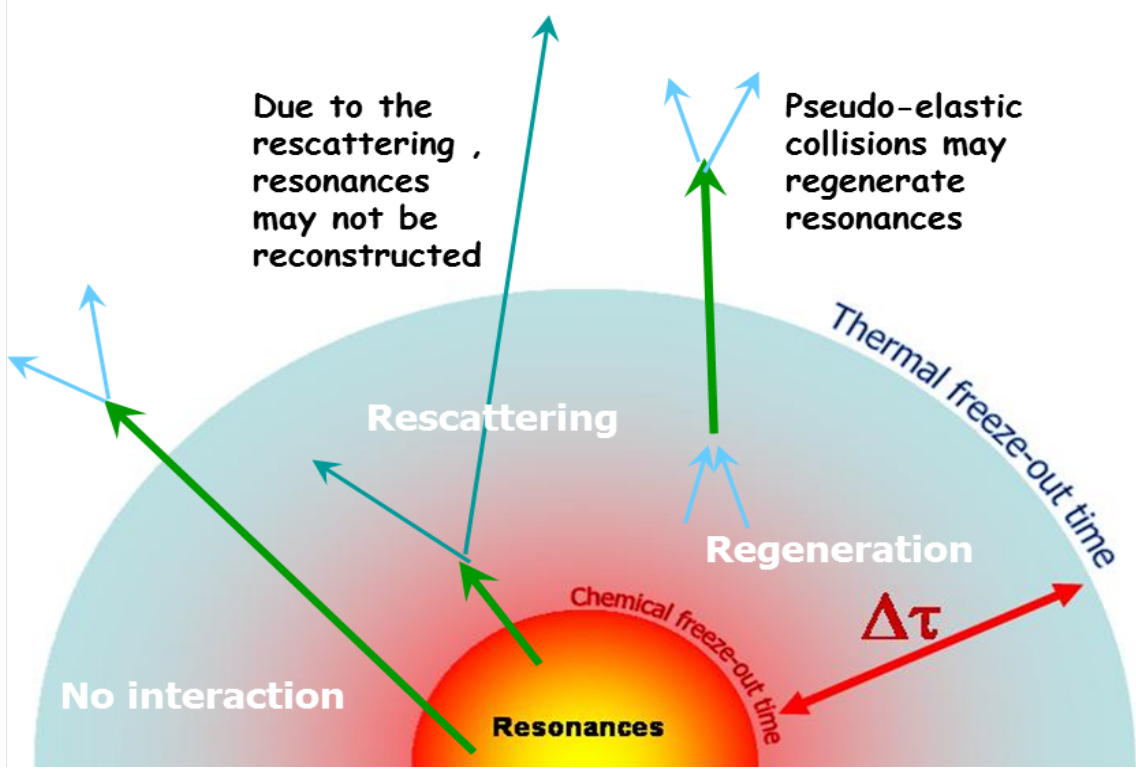 Due to the
rescattering ,
resonances
may not be
reconstructed
Pseudo-elastic
collisions may
regenerate
resonances
Thermal freeze-out time
Rescattering
Regeneration
Chemical freeze-out time
Δτ
No interaction
Resonances